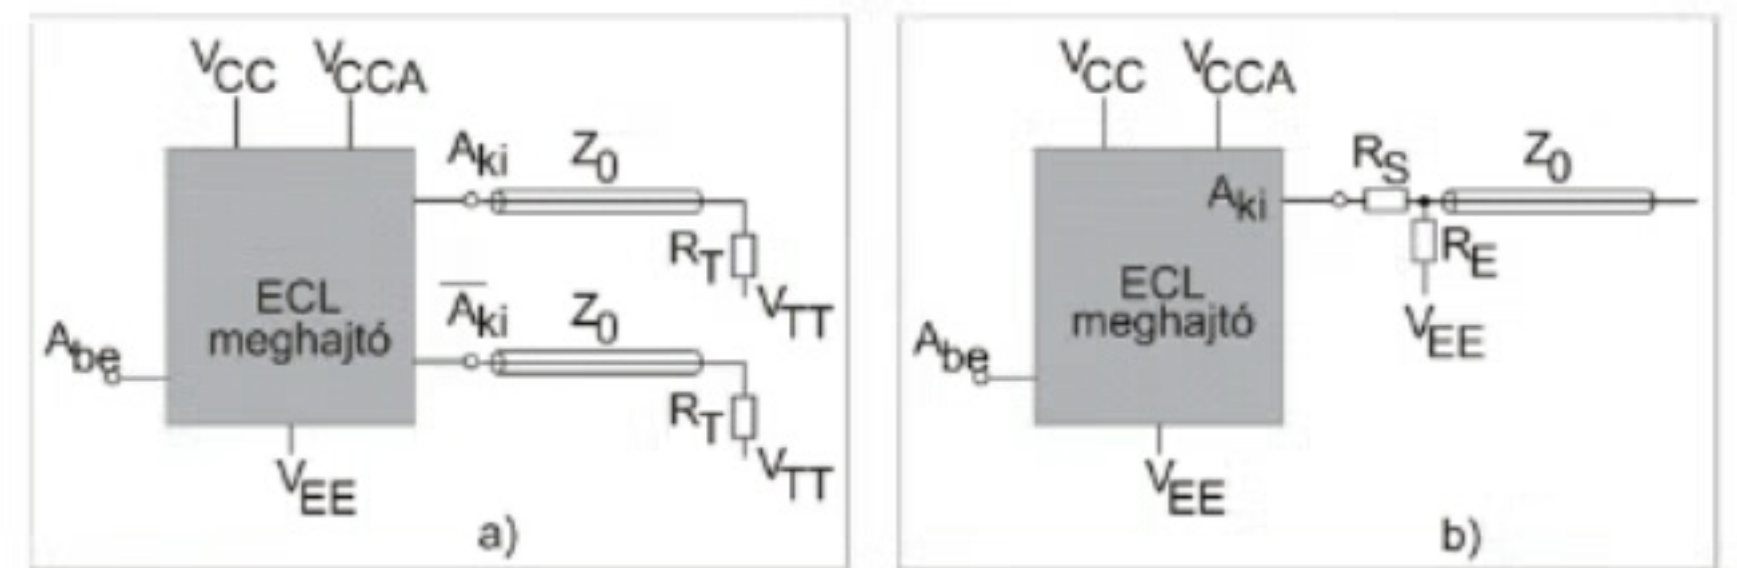 VCC VCCA
Aki Z0
RT
VTT
ECL
meghajtó
A̅ki Z0
Abe
RT
VTT
VEE
a)
VCC VCCA
RS Z0
Aki
RE
ECL
meghajtó
VEE
Abe
VEE
b)